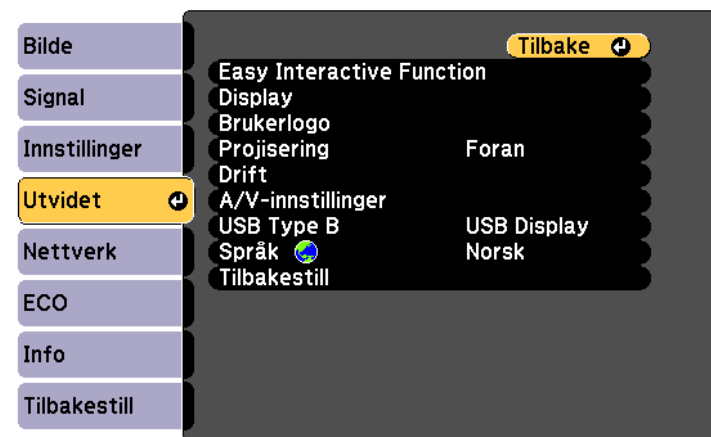 Bilde
Signal
Innstillinger
Utvidet
Nettverk
ECO
Info
Tilbakestill
Tilbake
Easy Interactive Function
Display
Brukerlogo
Projisering Foran
Drift
A/V-innstillinger
USB Type B USB Display
Språk Norsk
Tilbakestill